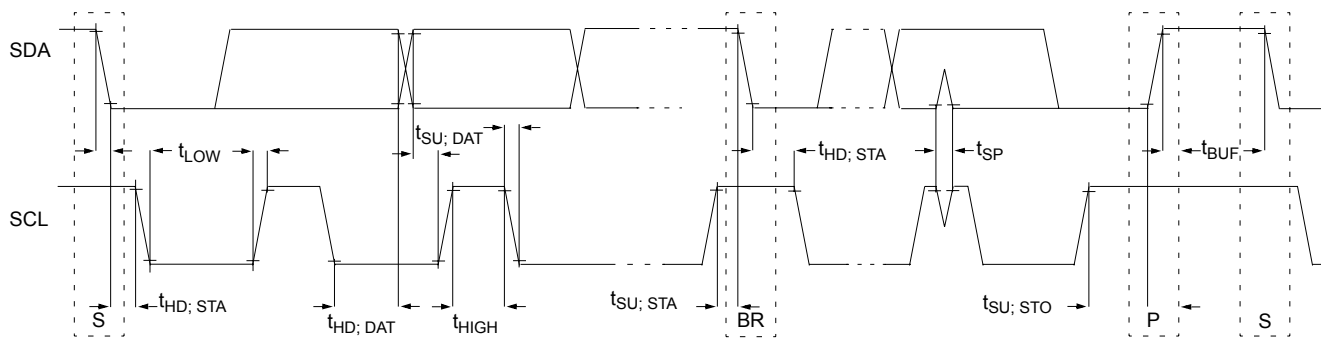 SDA
tSU; DAT
tLOW
tHD; STA
tSP
tBUF
SCL
tHD; STA
tSU; STA
tSU; STO
tHD; DAT
tHIGH
S
BR
P
S